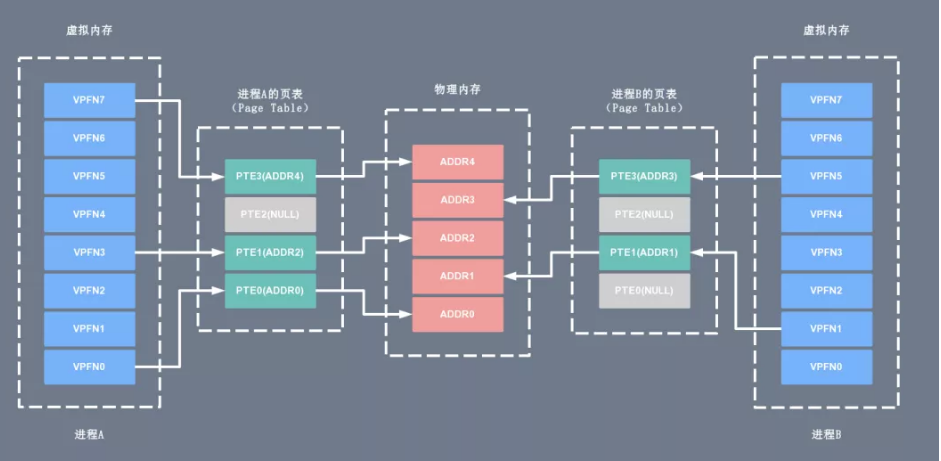 虚拟内存
VPFN7
VPFN6
VPFN5
VPFN4
VPFN3
VPFN2
VPFN1
VPFN0
进程A
进程A的页表
（Page Table）
PTE3(ADDR4)
PTE2(NULL)
PTE1(ADDR2)
PTE0(ADDR0)
物理内存
ADDR4
ADDR3
ADDR2
ADDR1
ADDR0
进程B的页表
（Page Table）
PTE3(ADDR3)
PTE2(NULL)
PTE1(ADDR1)
PTE0(NULL)
虚拟内存
VPFN7
VPFN6
VPFN5
VPFN4
VPFN3
VPFN2
VPFN1
VPFN0
进程B